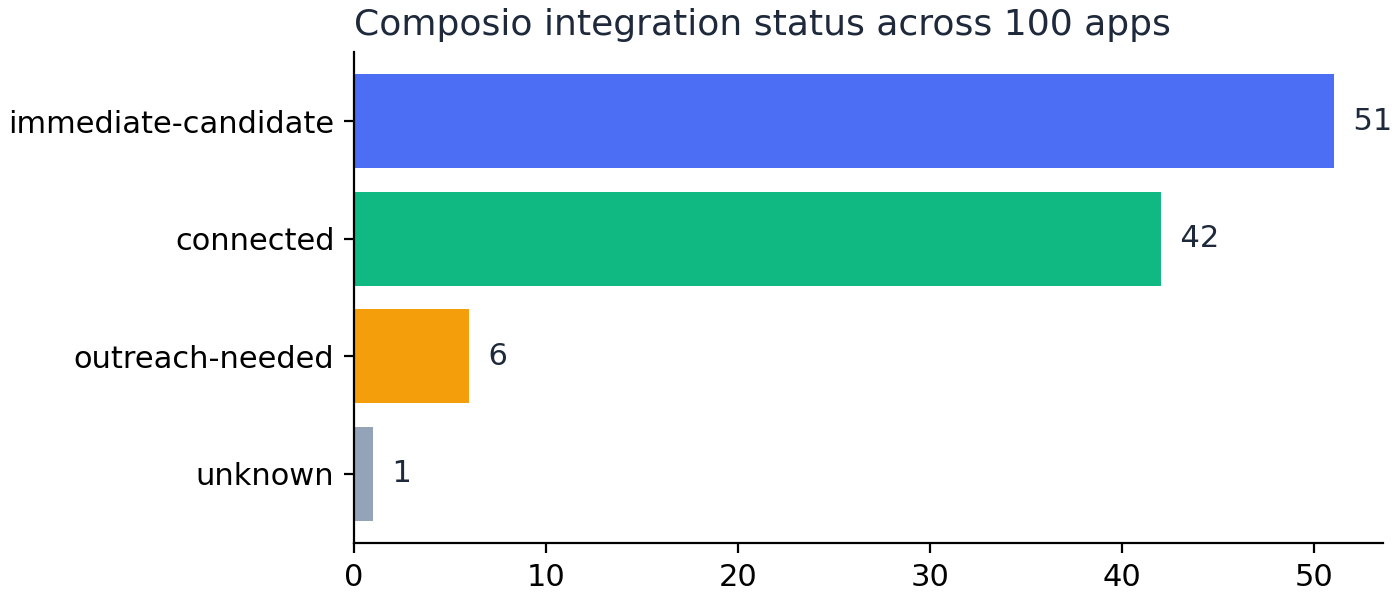 Composio integration status across 100 apps
immediate-candidate 51
connected 42
outreach-needed 6
unknown 1
0 10 20 30 40 50